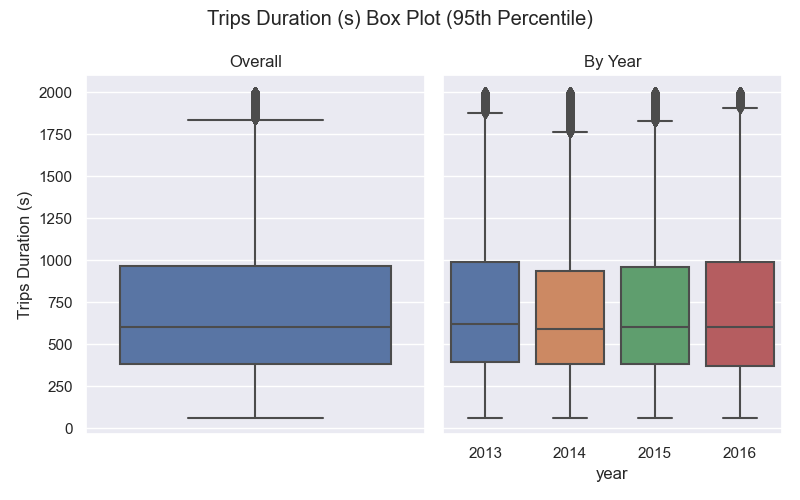 Trips Duration (s) Box Plot (95th Percentile)
Overall
By Year
Trips Duration (s)
2000
1750
1500
1250
1000
750
500
250
0
2013 2014 2015 2016
year